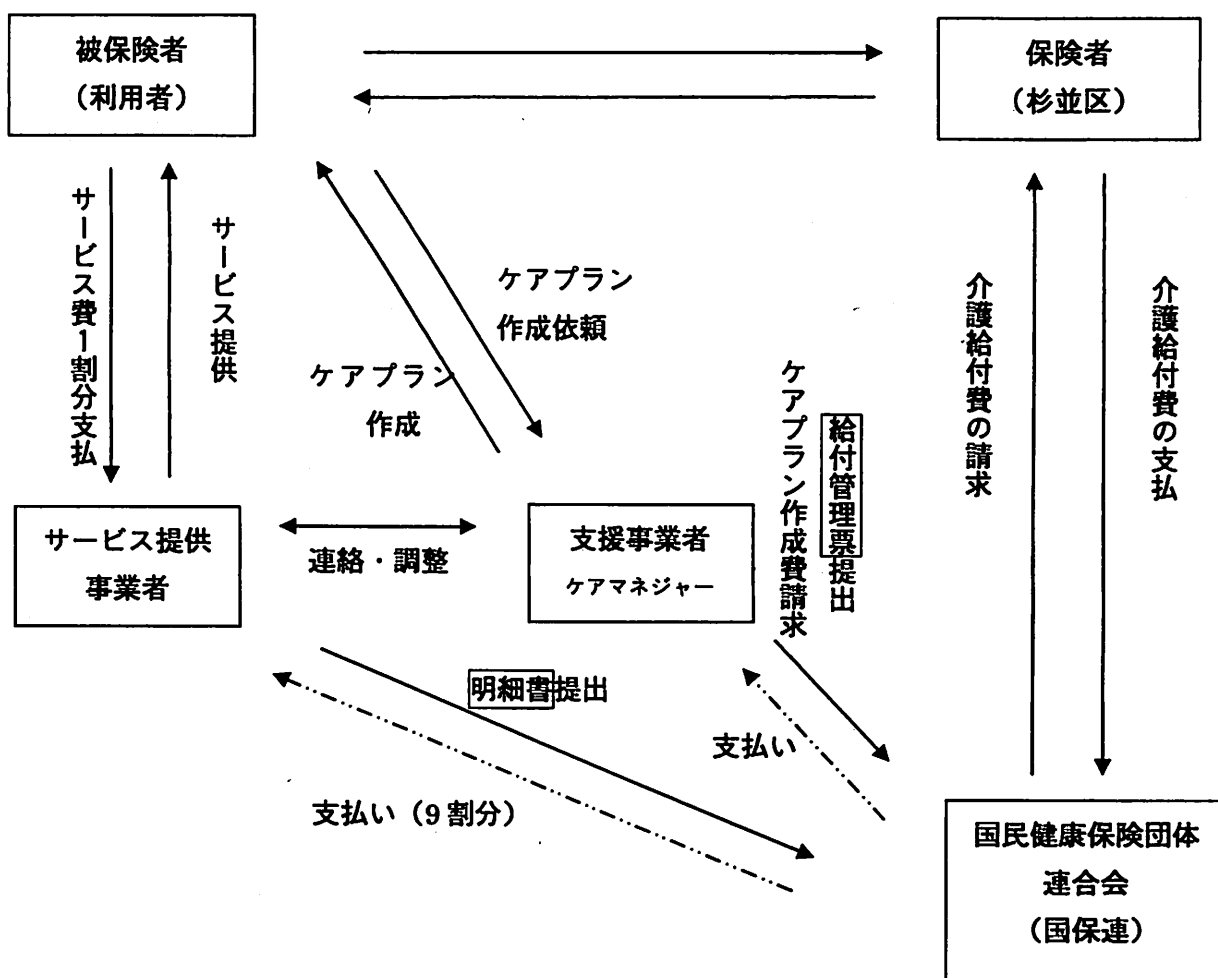 被保険者
（利用者）
保険者
（杉並区）
サービス費1割分支払
サービス提供
ケアプラン
作成依頼
ケアプラン
作成
ケアプラン作成費請求
給付管理票提出
介護給付費の請求
介護給付費の支払
サービス提供
事業者
連絡・調整
支援事業者
ケアマネジャー
明細書提出
支払い
支払い（9割分）
国民健康保険団体
連合会
（国保連）